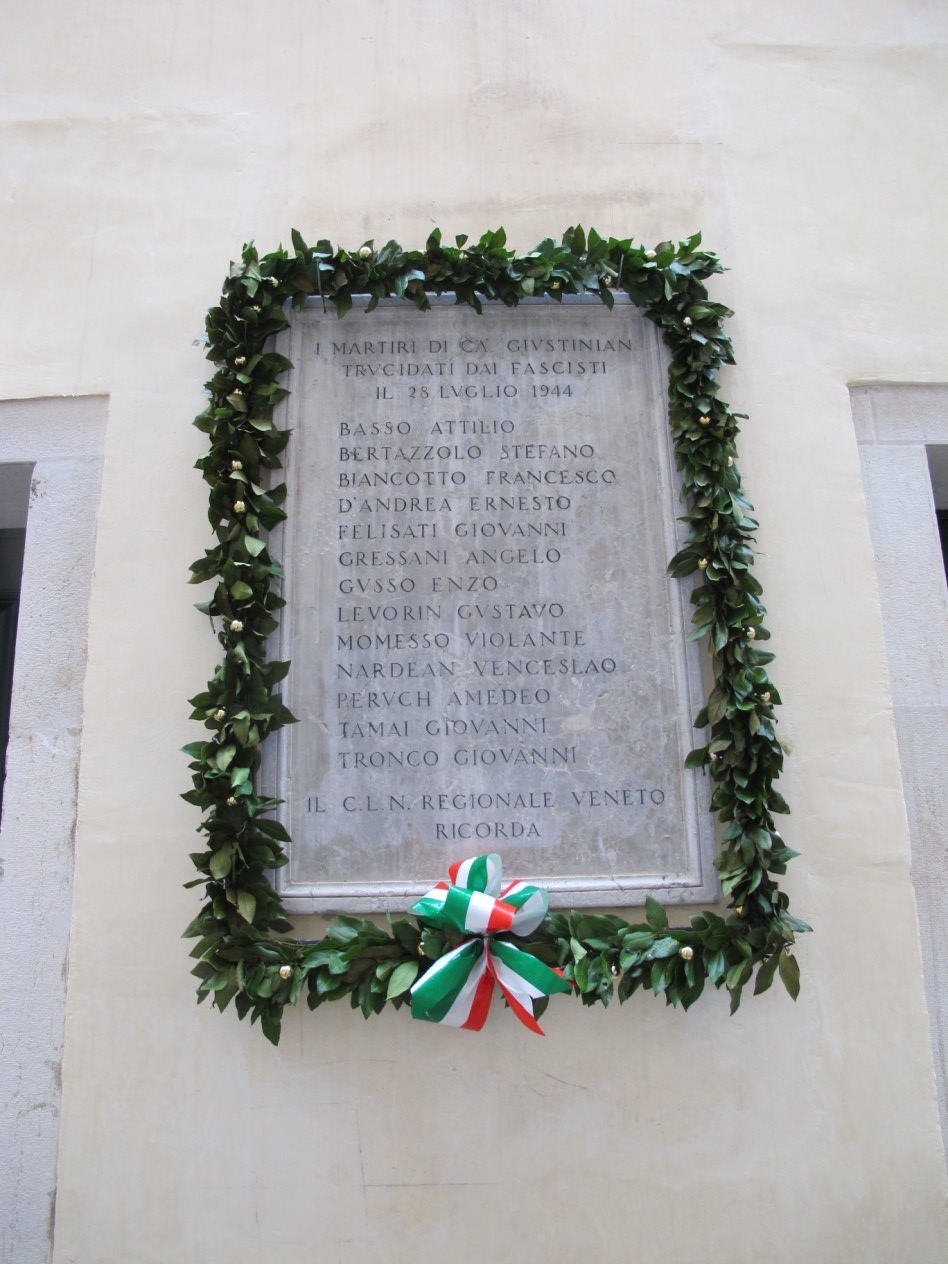 I MARTIRI DI CA' GIVSTINIAN
TRVCIDATI DAI FASCISTI
IL 28 LVGLIO 1944
BASSO ATTILIO
BERTAZZOLO STEFANO
BIANCOTTO FRANCESCO
D'ANDREA ERNESTO
FELISATI GIOVANNI
GRESSANI ANGELO
GVSSO ENZO
LEVORIN GVSTAVO
MOMESSO VIOLANTE
NARDEAN VENCESLAO
PERVCH AMEDEO
TAMAI GIOVANNI
TRONCO GIOVANNI
IL C.L.N. REGIONALE VENETO
RICORDA